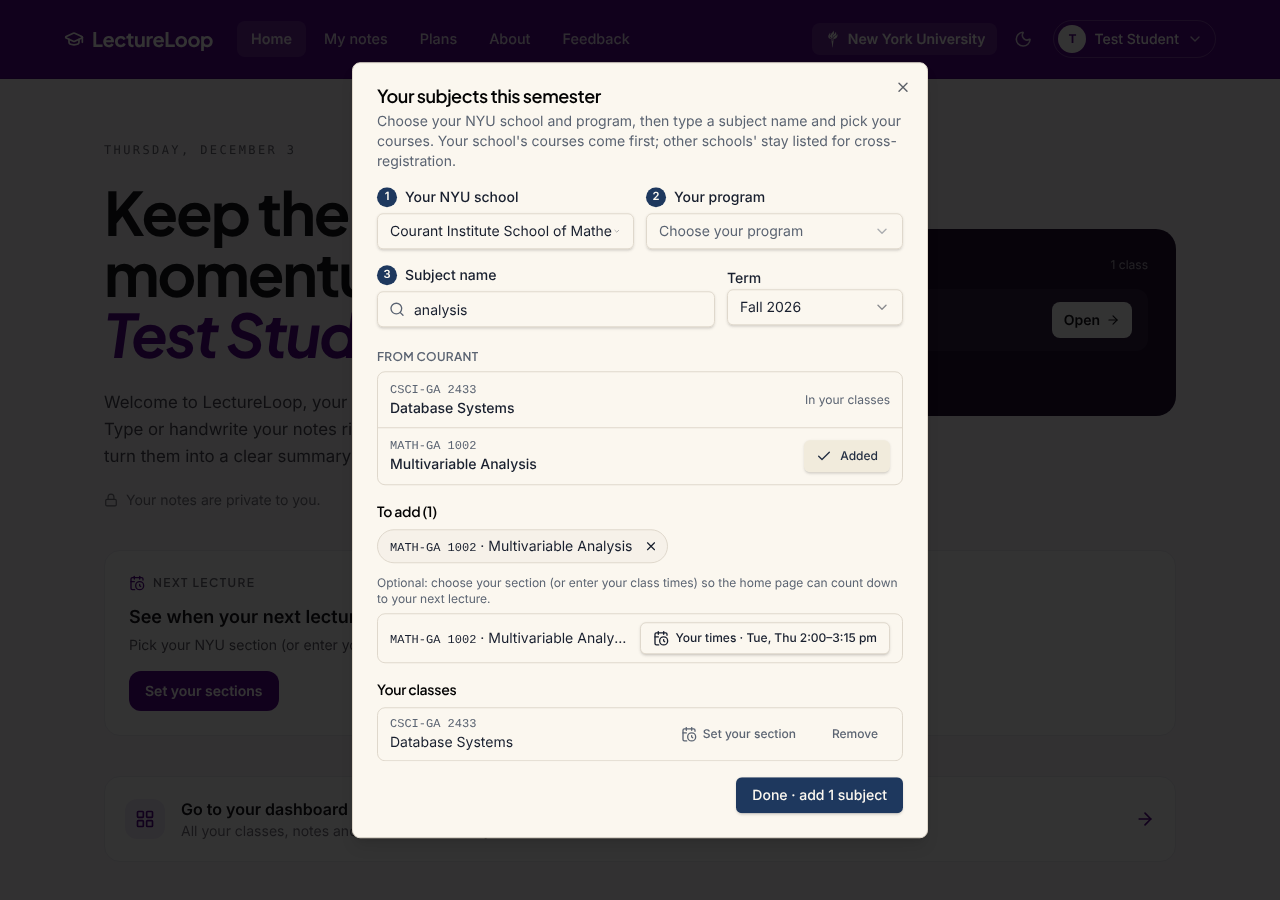 LectureLoop
Home
My notes
Plans
About
Feedback
New York University
T
Test Student
THURSDAY, DECEMBER 3
Keep the
Test Stud
Welcome to LectureLoop, your
Type or handwrite your notes
turn them into a clear summary
Your notes are private to you.
1 class
Open
NEXT LECTURE
See when your next
Pick your NYU section (or enter
Set your sections
Go to your dashboard
All your classes, notes
Your subjects this semester
Choose your NYU school and program, then type a subject name and pick your
courses. Your school's courses come first; other schools' stay listed for cross-
registration.
1 Your NYU school
Courant Institute School of Mathe
2 Your program
Choose your program
3 Subject name
analysis
Term
Fall 2026
FROM COURANT
CSCI-GA 2433
Database Systems
In your classes
MATH-GA 1002
Multivariable Analysis
Added
To add (1)
MATH-GA 1002 · Multivariable Analysis
Optional: choose your section (or enter your class times) so the home page can count down
to your next lecture.
MATH-GA 1002 · Multivariable Analy...
Your times · Tue, Thu 2:00–3:15 pm
Your classes
CSCI-GA 2433
Database Systems
Set your section
Remove
Done · add 1 subject